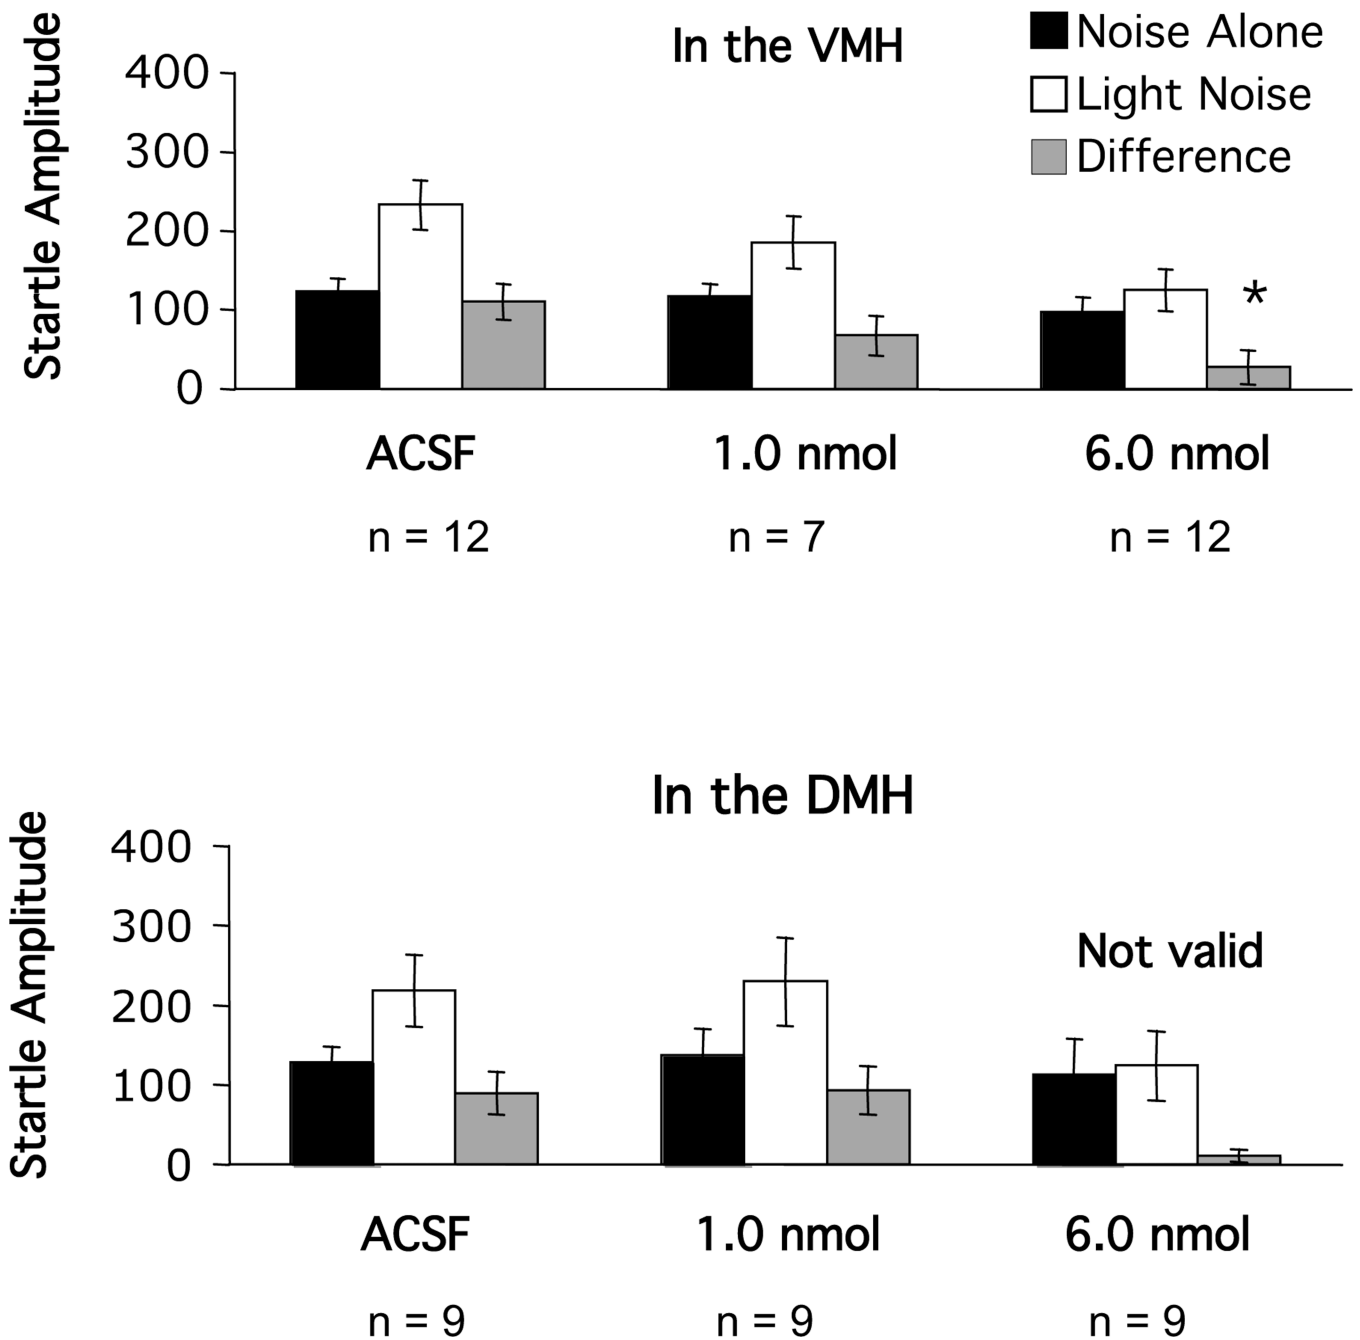 In the VMH
Noise Alone
Light Noise
Difference
Startle Amplitude
400
300
200
100
0
*
ACSF 1.0 nmol 6.0 nmol
n = 12 n = 7 n = 12
In the DMH
Startle Amplitude
400
300
200
100
0
Not valid
ACSF 1.0 nmol 6.0 nmol
n = 9 n = 9 n = 9